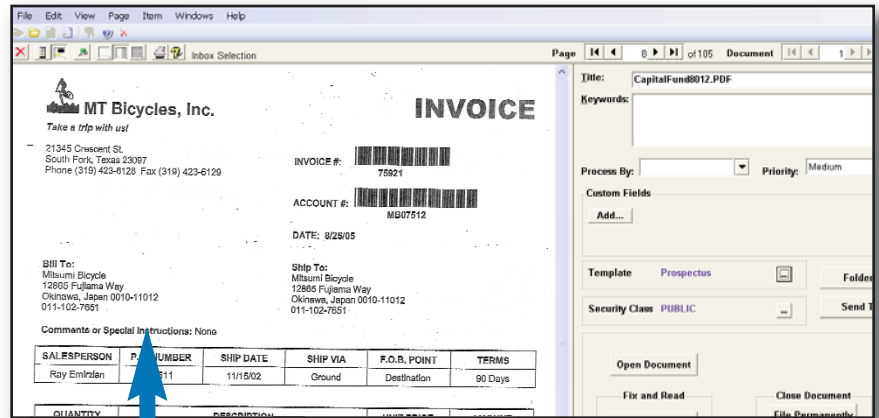 File Edit View Page Item Windows Help
Inbox Selection
Page 8 of 105 Document 1
MT Bicycles, Inc.
Take a trip with us!
INVOICE
21345 Crescent St.
South Fork, Texas 23097
Phone (319) 423-6128 Fax (319) 423-6129
INVOICE #:
75921
ACCOUNT #:
MB07512
DATE: 8/25/05
Bill To:
Mitsumi Bicycle
12865 Fujiama Way
Okinawa, Japan 0010-11012
011-102-7651
Ship To:
Mitsumi Bicycle
12865 Fujiama Way
Okinawa, Japan 0010-11012
011-102-7651
Comments or Special Instructions: None
SALESPERSON P. NUMBER SHIP DATE SHIP VIA F.O.B. POINT TERMS
Ray Emirzian 511 11/15/02 Ground Destination 90 Days
QUANTITY DESCRIPTION UNIT PRICE
Title: CapitalFund8012.PDF
Keywords:
Process By: Priority: Medium
Custom Fields
Add...
Template Prospectus ... Folder
Security Class PUBLIC ... Send T
Open Document
Fix and Read Close Document
File Permanently